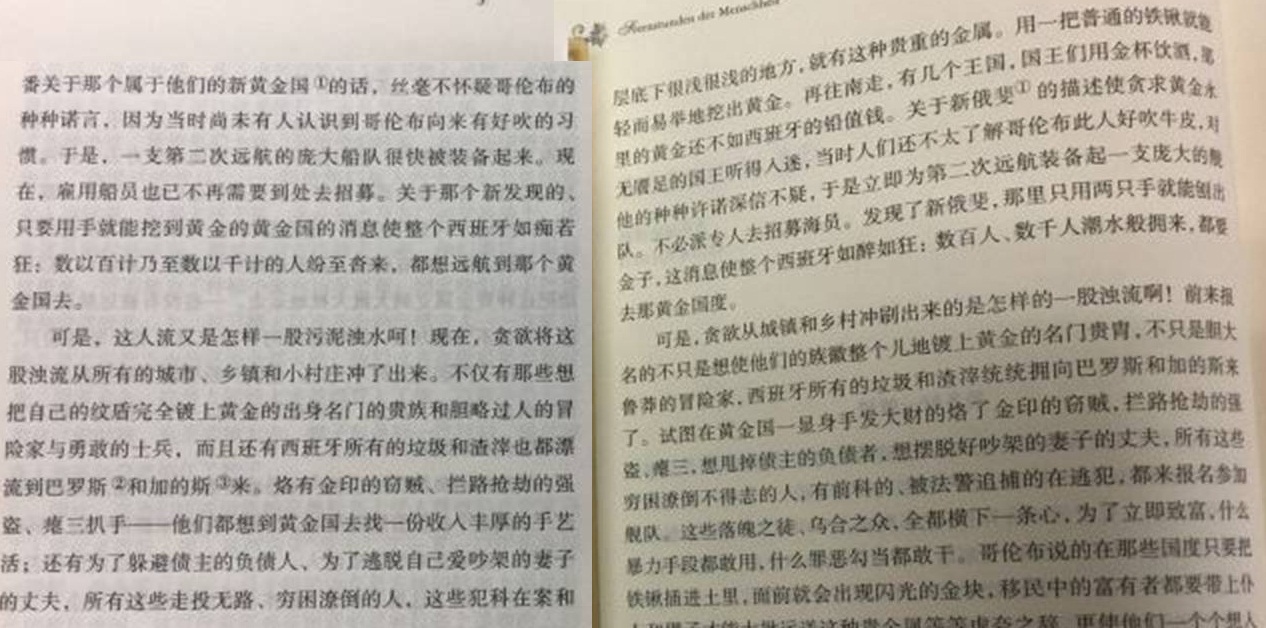 番关于那个属于他们的新黄金国①的话，丝毫不怀疑哥伦布的
种种诺言，因为当时尚未有人认识到哥伦布向来有好吹的习
惯。于是，一支第二次远航的庞大船队很快被装备起来。现
在，雇用船员也已不再需要到处去招募。关于那个新发现的、
只要用手就能挖到黄金的黄金国的消息使整个西班牙如痴若
狂：数以百计乃至数以千计的人纷至沓来，都想远航到那个黄
金国去。
可是，这人流又是怎样一股污泥浊水呵！现在，贪欲将这
股浊流从所有的城市、乡镇和小村庄冲了出来。不仅有那些想
把自己的纹盾完全镀上黄金的出身名门的贵族和胆略过人的冒
险家与勇敢的士兵，而且还有西班牙所有的垃圾和渣滓也都漂
流到巴罗斯②和加的斯③来。烙有金印的窃贼、拦路抢劫的强
盗、瘪三扒手——他们都想到黄金国去找一份收入丰厚的手艺
活；还有为了躲避债主的负债人、为了逃脱自己爱吵架的妻子
的丈夫，所有这些走投无路、穷困潦倒的人，这些犯科在案和
Sternstunden der Menschheit
层底下很浅很浅的地方，就有这种贵重的金属。用一把普通的铁锹就能
轻而易举地挖出黄金。再往南走，有几个王国，国王们用金杯饮酒，那
里的黄金还不如西班牙的铅值钱。关于新俄斐①的描述使贪求黄金永
无餍足的国王听得入迷，当时人们还不太了解哥伦布此人好吹牛皮，对
他的种种许诺深信不疑，于是立即为第二次远航装备起一支庞大的舰
队。不必派专人去招募海员。发现了新俄斐，那里只用两只手就能刨出
金子，这消息使整个西班牙如醉如狂：数百人、数千人潮水般拥来，都要
去那黄金国度。
可是，贪欲从城镇和乡村冲刷出来的是怎样的一股浊流啊！前来报
名的不只是想使他们的族徽整个儿地镀上黄金的名门贵胄，不只是胆大
鲁莽的冒险家，西班牙所有的垃圾和渣滓统统拥向巴罗斯和加的斯来
了。试图在黄金国一显身手发大财的烙了金印的窃贼，拦路抢劫的强
盗、瘪三，想甩掉债主的负债者，想摆脱好吵架的妻子的丈夫，所有这些
穷困潦倒不得志的人，有前科的、被法警追捕的在逃犯，都来报名参加
舰队。这些落魄之徒、乌合之众，全都横下一条心，为了立即致富，什么
暴力手段都敢用，什么罪恶勾当都敢干。哥伦布说的在那些国度只要把
铁锹插进土里，面前就会出现闪光的金块，移民中的富有者都要带上仆